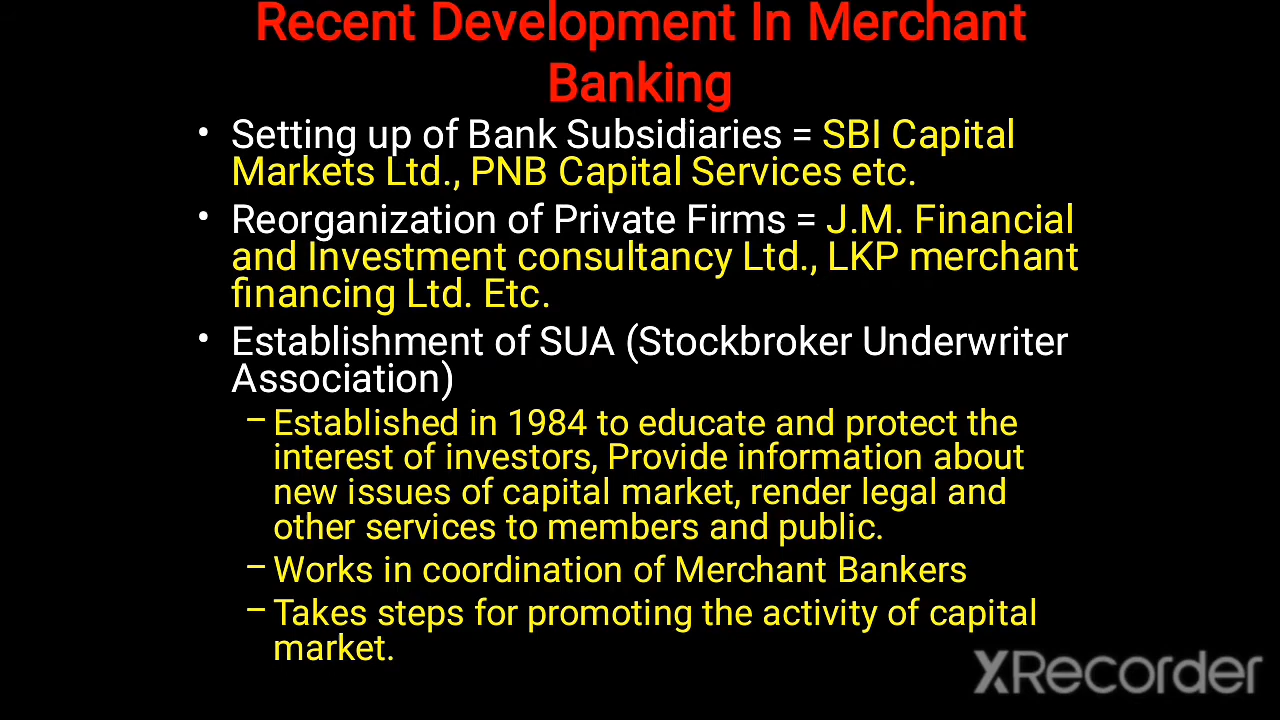 Recent Development In Merchant
Banking
• Setting up of Bank Subsidiaries = SBI Capital
Markets Ltd., PNB Capital Services etc.
• Reorganization of Private Firms = J.M. Financial
and Investment consultancy Ltd., LKP merchant
financing Ltd. Etc.
• Establishment of SUA (Stockbroker Underwriter
Association)
– Established in 1984 to educate and protect the
interest of investors, Provide information about
new issues of capital market, render legal and
other services to members and public.
– Works in coordination of Merchant Bankers
– Takes steps for promoting the activity of capital
market.
XRecorder